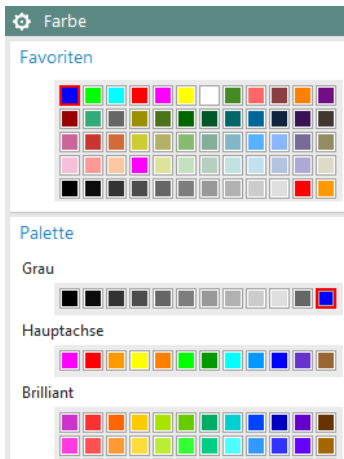 Farbe
Favoriten
Palette
Grau
Hauptachse
Brilliant